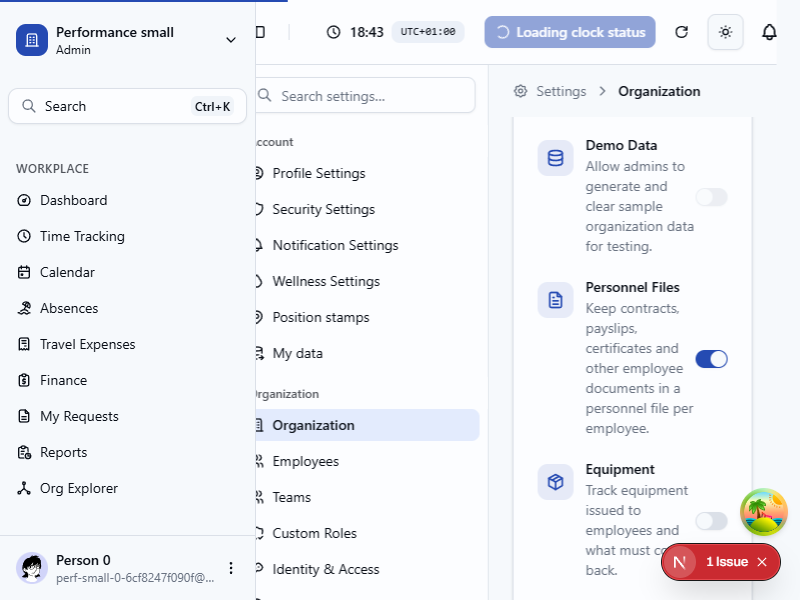 Performance small
Admin
Search
Ctrl+K
WORKPLACE
Dashboard
Time Tracking
Calendar
Absences
Travel Expenses
Finance
My Requests
Reports
Org Explorer
Person 0
perf-small-0-6cf8247f090f@...
18:43
UTC+01:00
Loading clock status
Search settings...
ccount
Profile Settings
Security Settings
Notification Settings
Wellness Settings
Position stamps
My data
rganization
Organization
Employees
Teams
Custom Roles
Identity & Access
Settings
Organization
Demo Data
Allow admins to
generate and
clear sample
organization data
for testing.
Personnel Files
Keep contracts,
payslips,
certificates and
other employee
documents in a
personnel file per
employee.
Equipment
Track equipment
issued to
employees and
what must
back.
N
1 Issue